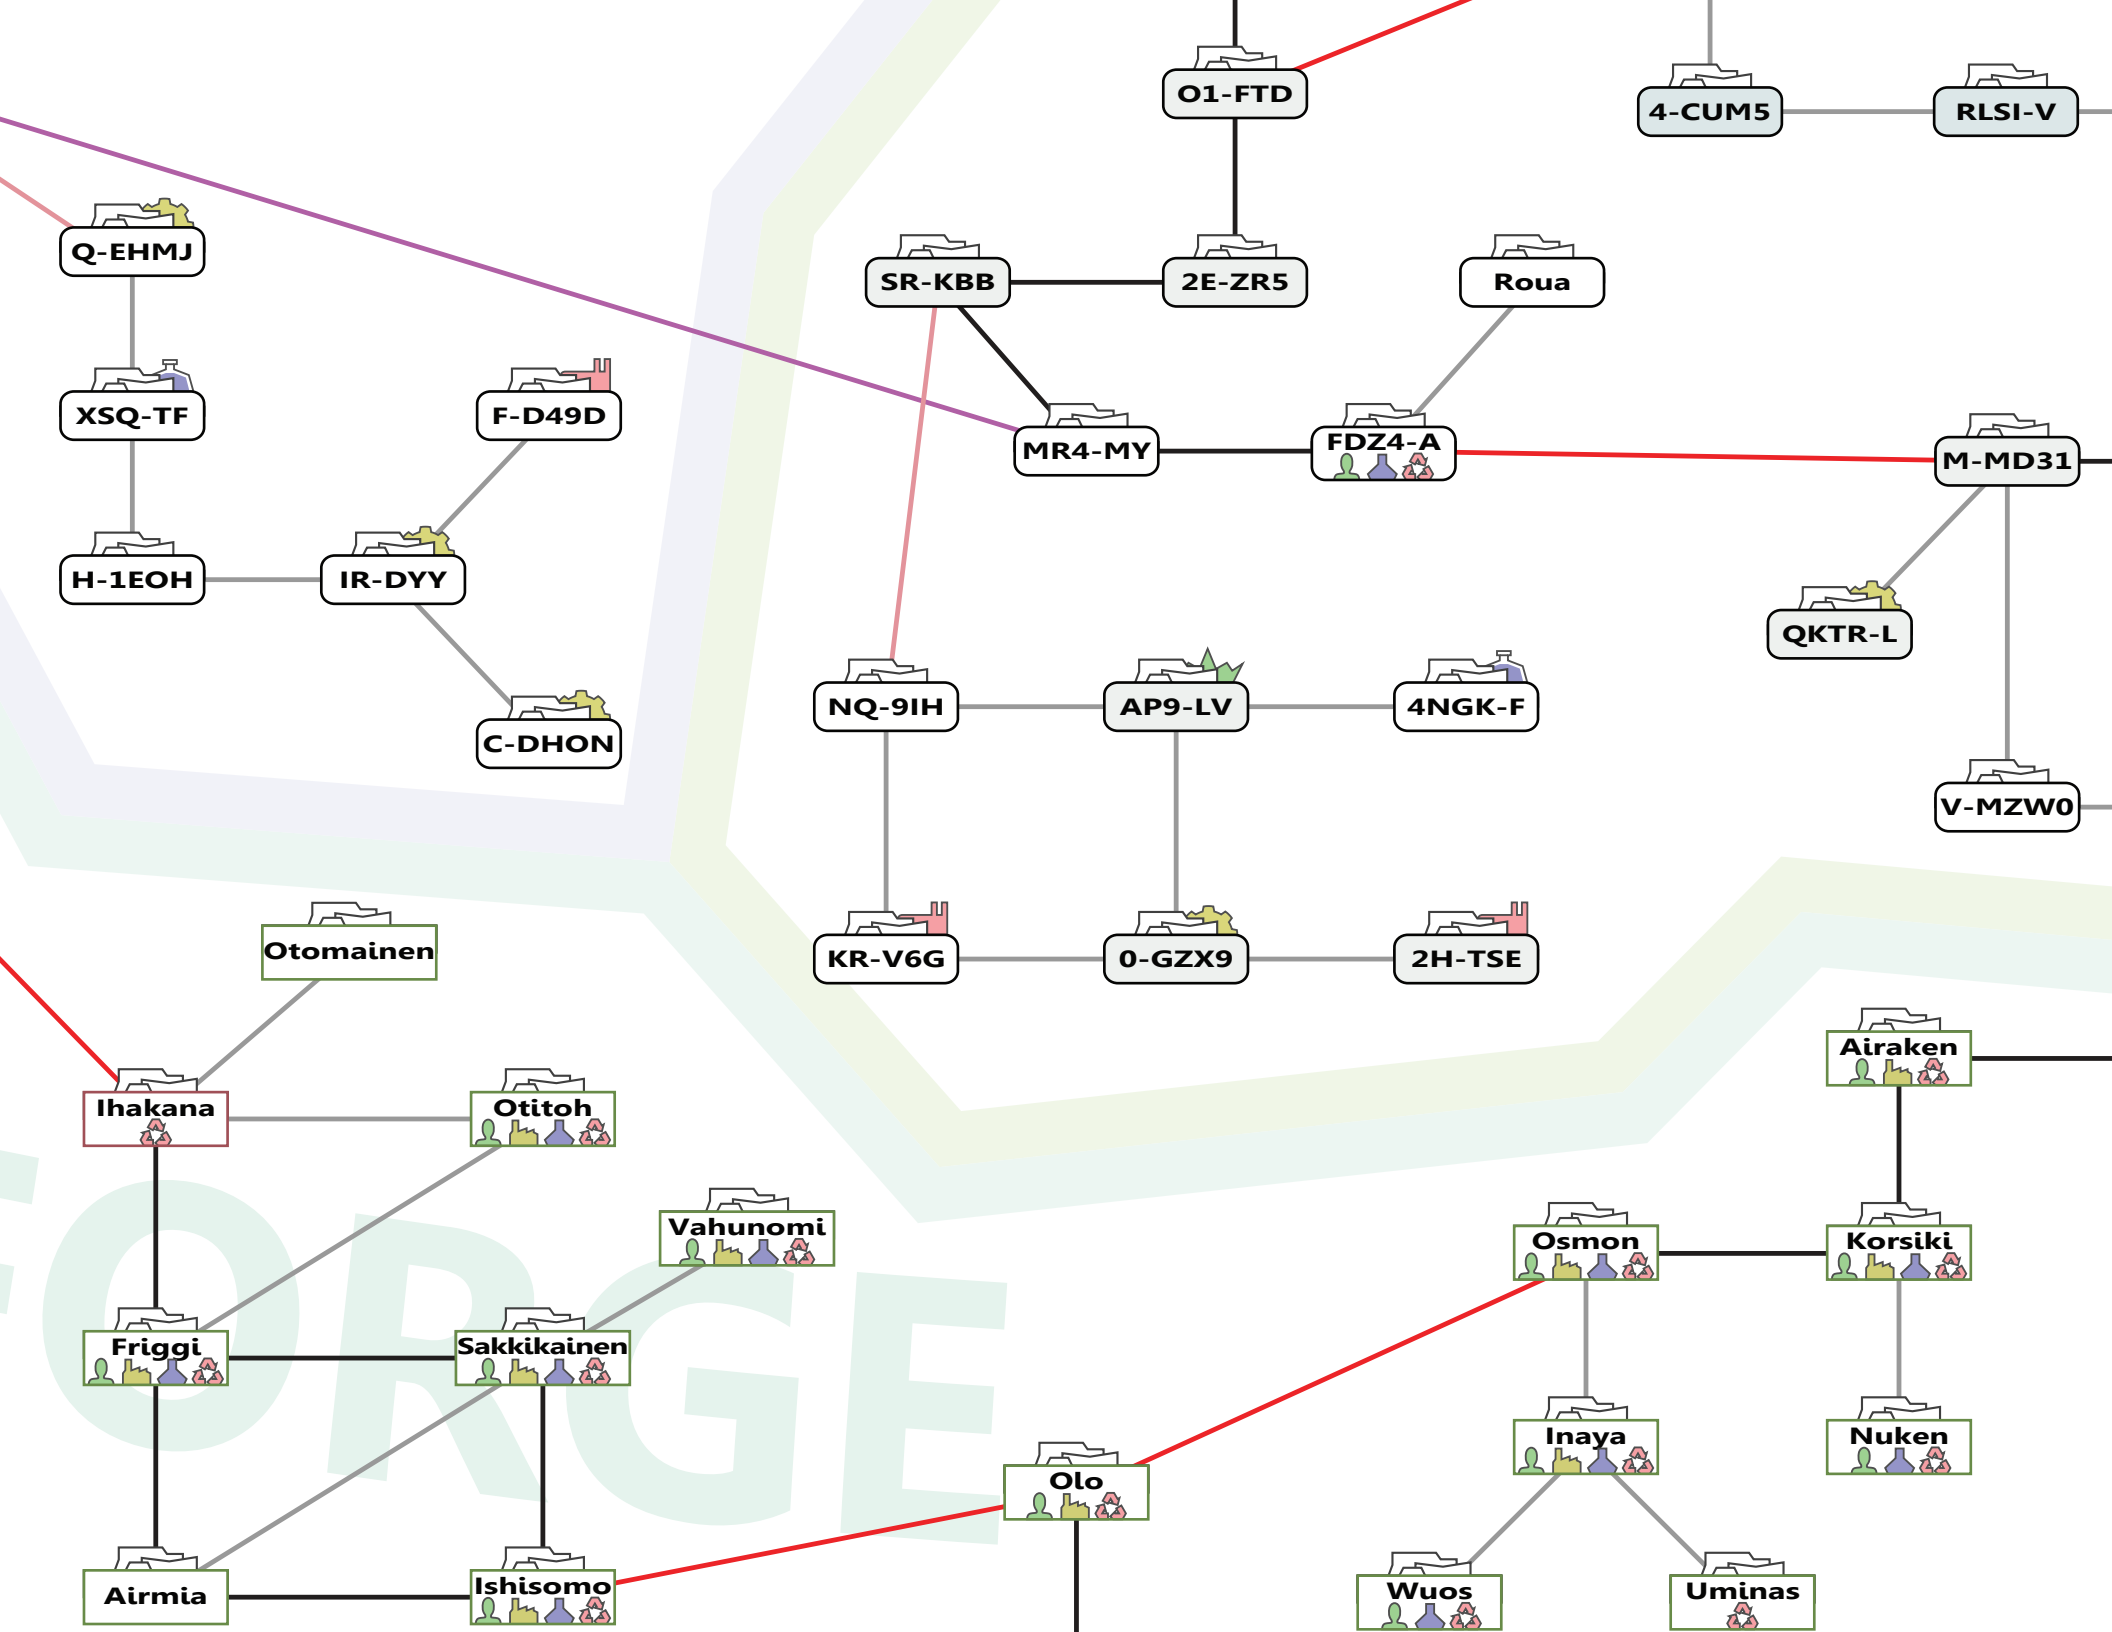 O1-FTD
4-CUM5
RLSI-V
Q-EHMJ
SR-KBB
2E-ZR5
Roua
XSQ-TF
F-D49D
MR4-MY
FDZ4-A
M-MD31
H-1EOH
IR-DYY
QKTR-L
NQ-9IH
AP9-LV
4NGK-F
C-DHON
V-MZW0
KR-V6G
0-GZX9
2H-TSE
Otomainen
Airaken
Ihakana
Otitoh
Vahunomi
Osmon
Korsiki
FORGE
Friggi
Sakkikainen
Inaya
Nuken
Olo
Airmia
Ishisomo
Wuos
Uminas